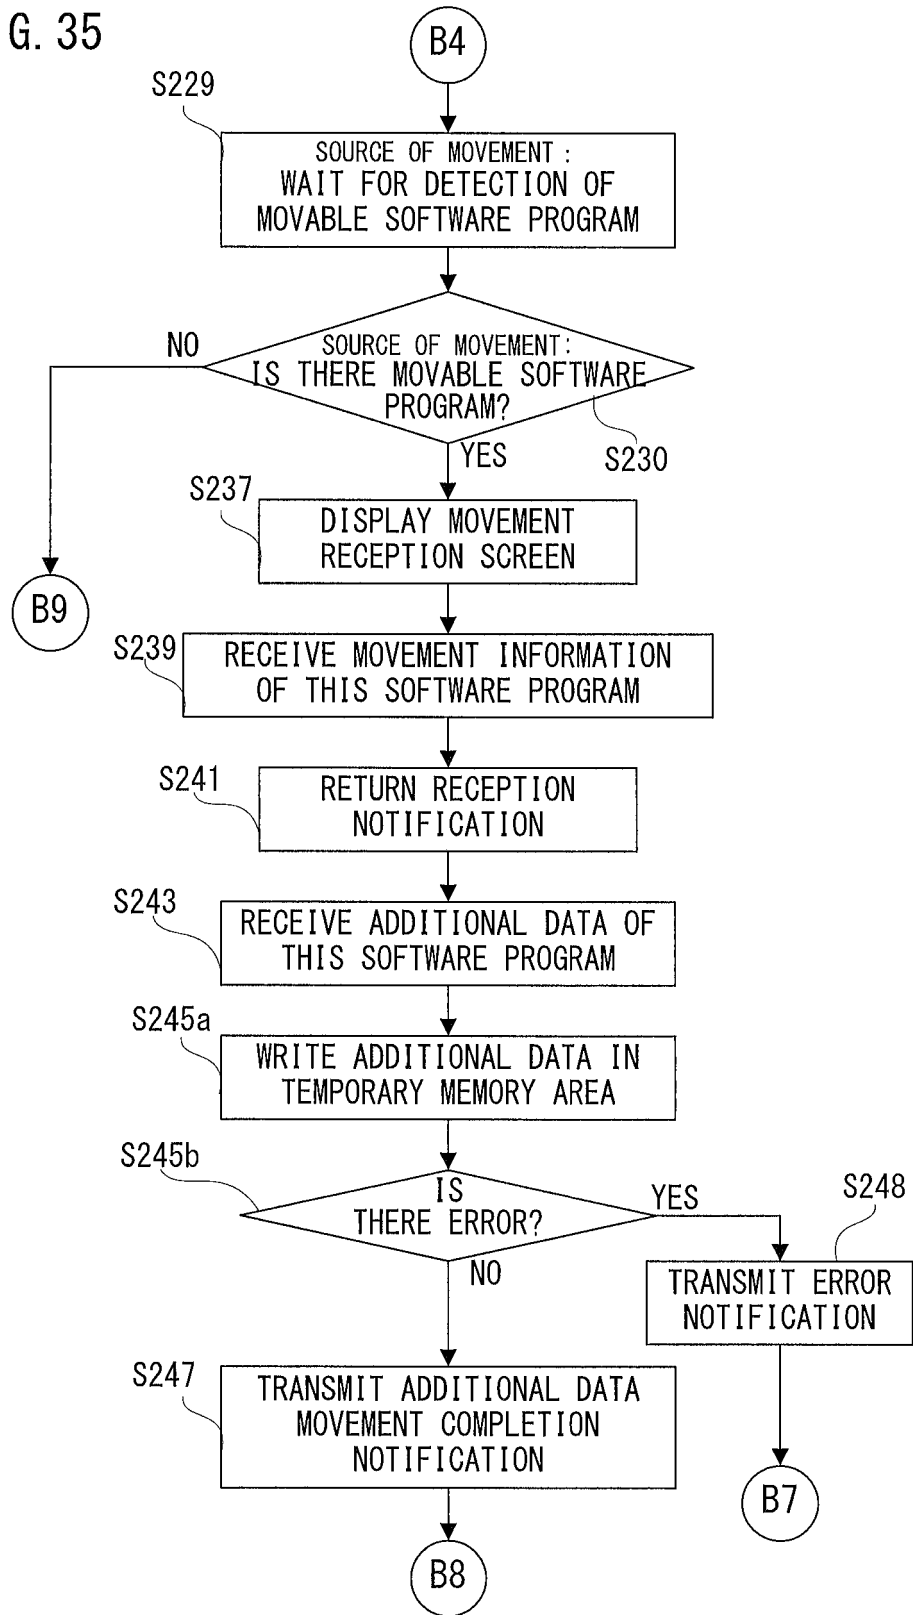 G. 35
B4
S229
SOURCE OF MOVEMENT :
WAIT FOR DETECTION OF
MOVABLE SOFTWARE PROGRAM
NO
SOURCE OF MOVEMENT:
IS THERE MOVABLE SOFTWARE
PROGRAM?
S230
YES
S237
DISPLAY MOVEMENT
RECEPTION SCREEN
B9
S239
RECEIVE MOVEMENT INFORMATION
OF THIS SOFTWARE PROGRAM
S241
RETURN RECEPTION
NOTIFICATION
S243
RECEIVE ADDITIONAL DATA OF
THIS SOFTWARE PROGRAM
S245a
WRITE ADDITIONAL DATA IN
TEMPORARY MEMORY AREA
S245b
IS
THERE ERROR?
YES
S248
NO
TRANSMIT ERROR
NOTIFICATION
S247
TRANSMIT ADDITIONAL DATA
MOVEMENT COMPLETION
NOTIFICATION
B7
B8